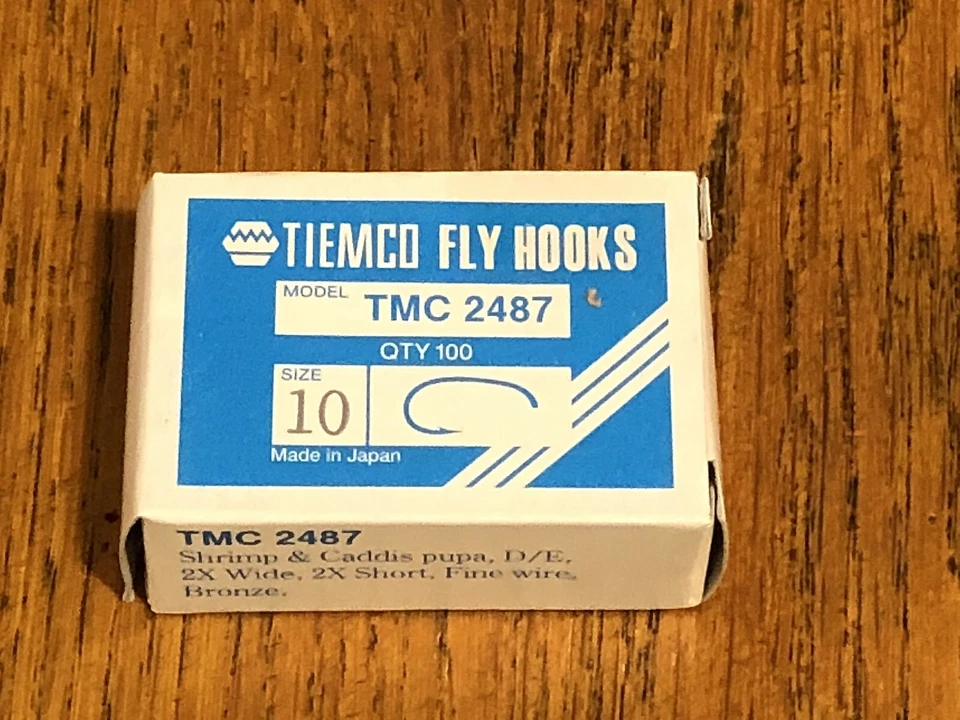 TIEMCO FLY HOOKS
MODEL TMC 2487
QTY 100
SIZE
10
Made in Japan
TMC 2487
Shrimp & Caddis pupa, D/E,
2X Wide, 2X Short, Fine wire,
Bronze.